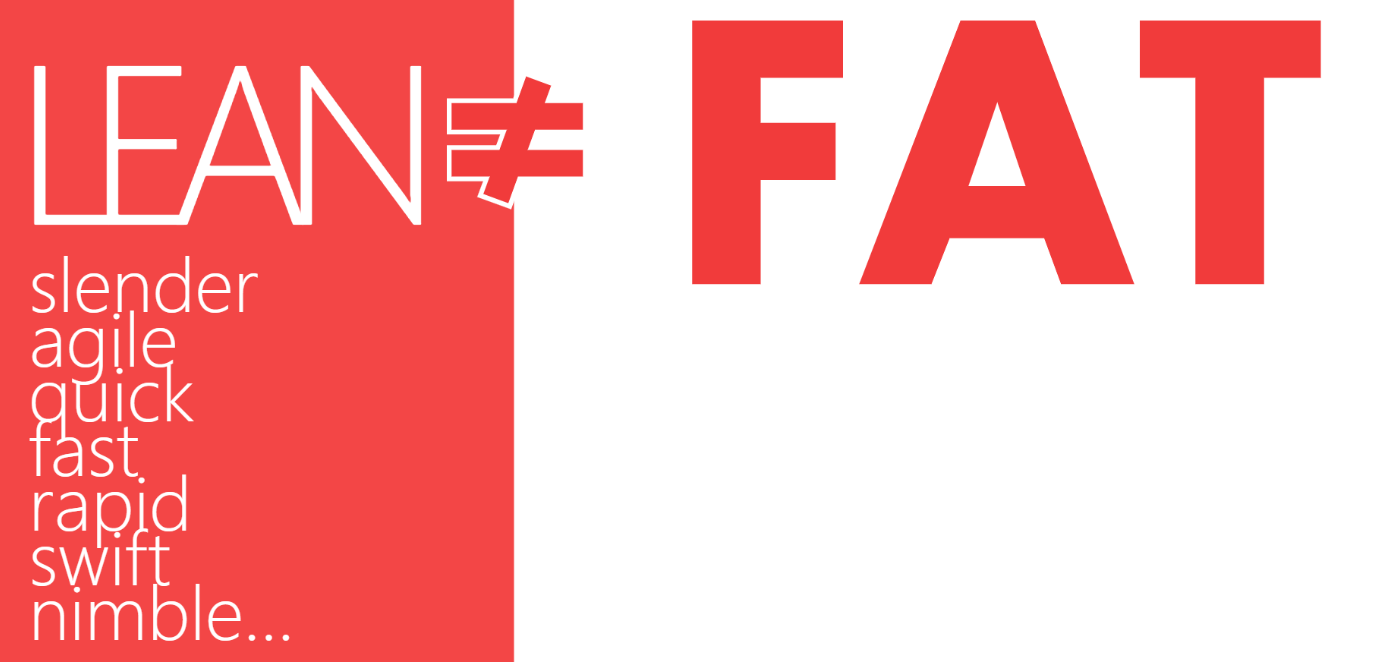 LEAN ≠ FAT
slender
agile
quick
fast
rapid
swift
nimble...